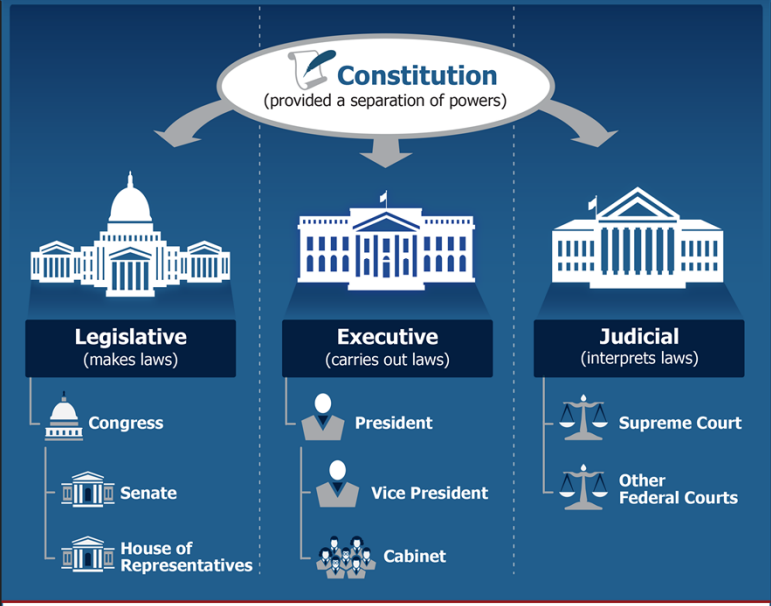 Constitution
(provided a separation of powers)
Legislative
(makes laws)
Congress
Senate
House of
Representatives
Executive
(carries out laws)
President
Vice President
Cabinet
Judicial
(interprets laws)
Supreme Court
Other
Federal Courts